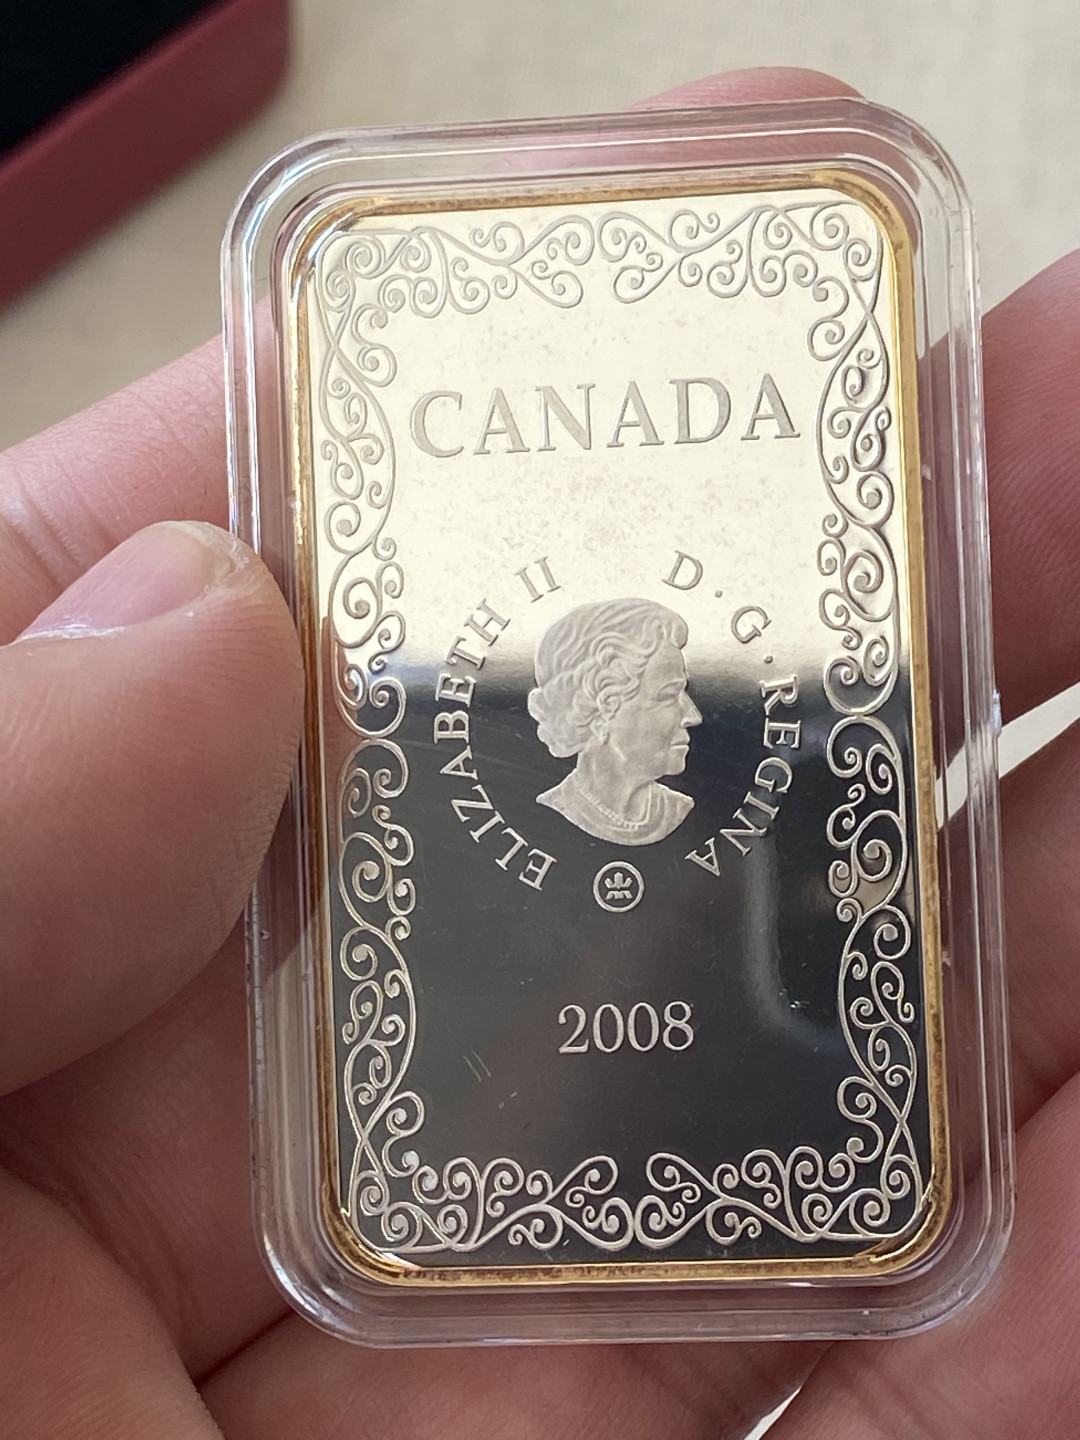 CANADA
ELIZABETH II D·G·REGINA
2008